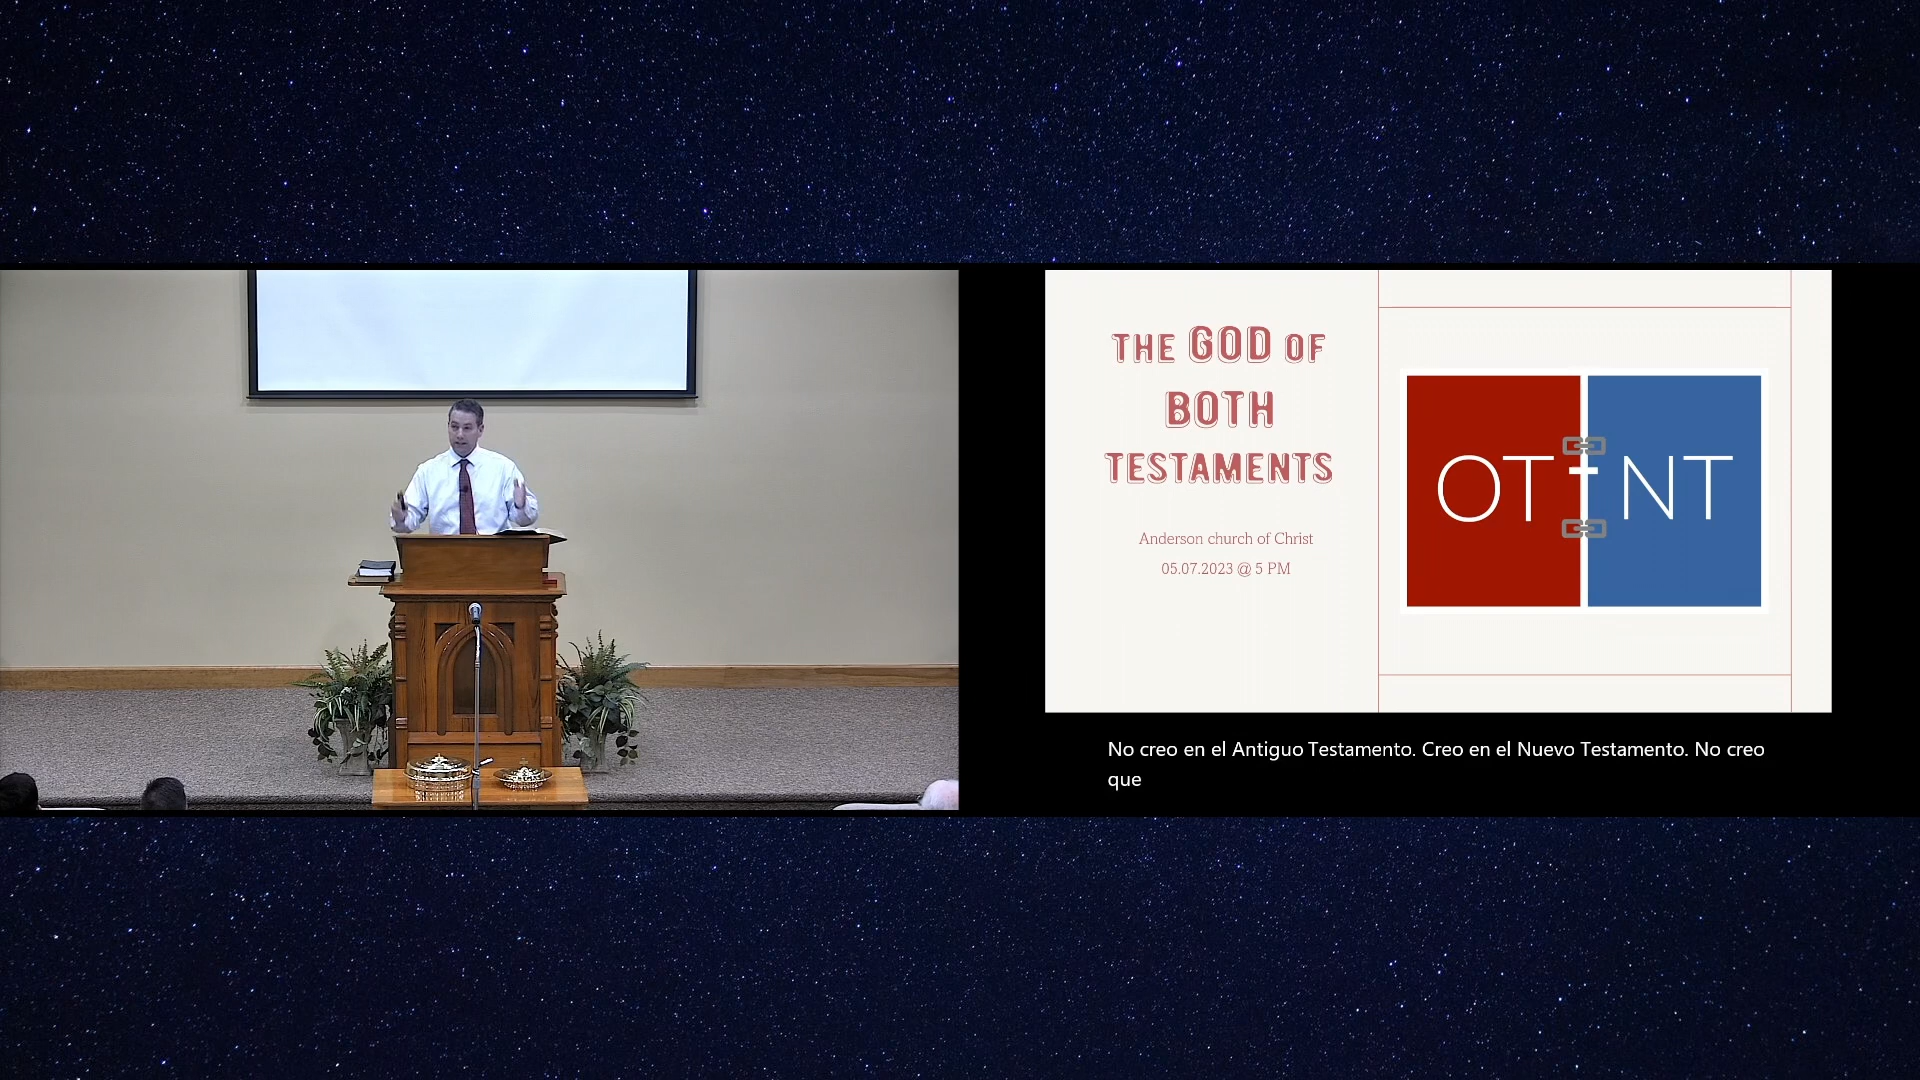 THE GOD OF
BOTH
TESTAMENTS
Anderson church of Christ
05.07.2023 @ 5 PM
OT NT
No creo en el Antiguo Testamento. Creo en el Nuevo Testamento. No creo
que